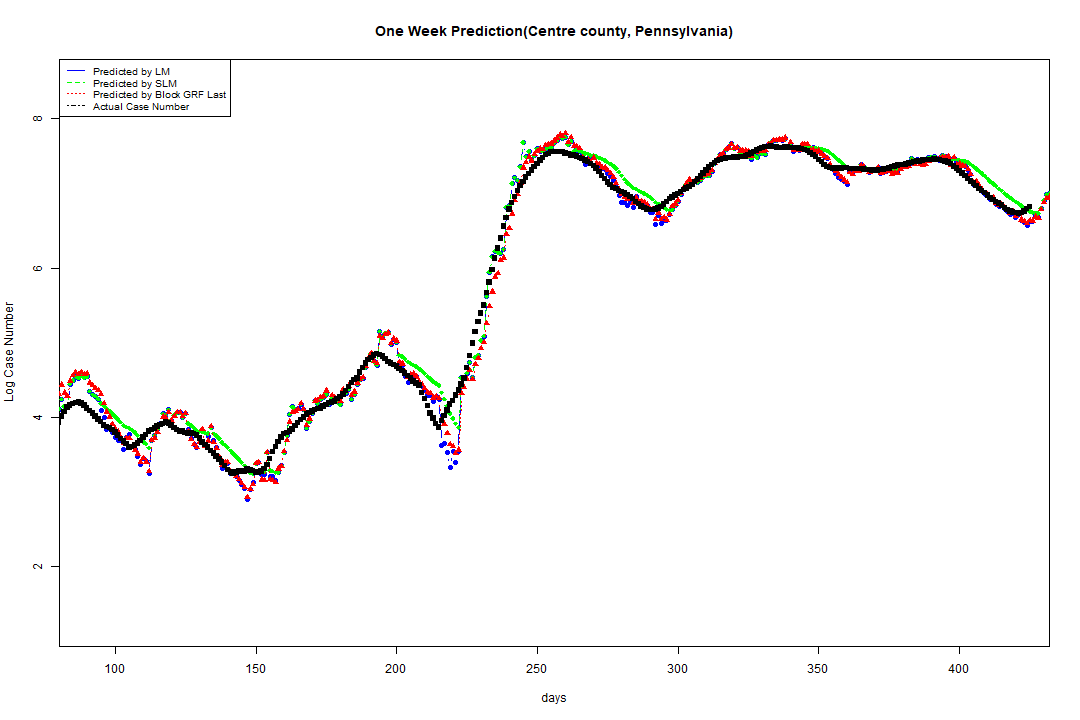 One Week Prediction(Centre county, Pennsylvania)
Predicted by LM
Predicted by SLM
Predicted by Block GRF Last
Actual Case Number
8
6
4
2
Log Case Number
100 150 200 250 300 350 400
days